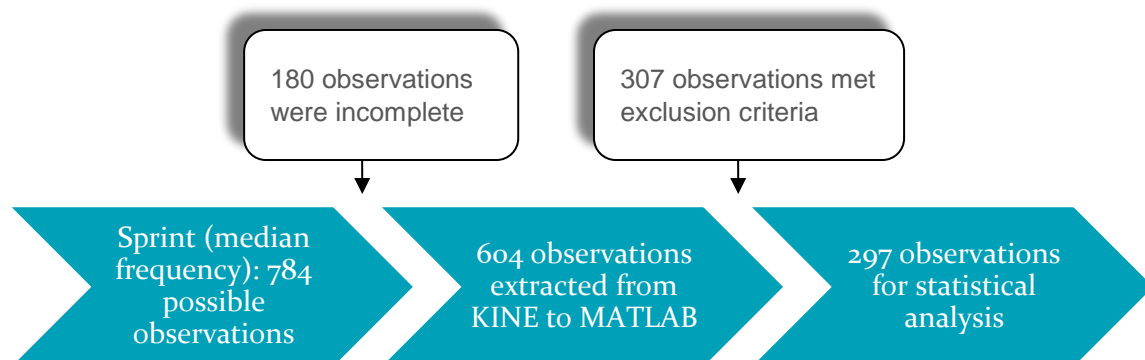 180 observations
were incomplete
307 observations met
exclusion criteria
Sprint (median
frequency): 784
possible
observations
604 observations
extracted from
KINE to MATLAB
297 observations
for statistical
analysis